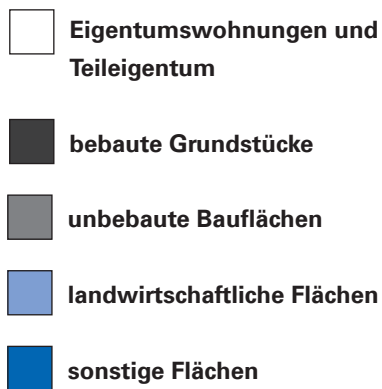 Eigentumswohnungen und
Teileigentum
bebaute Grundstücke
unbebaute Bauflächen
landwirtschaftliche Flächen
sonstige Flächen